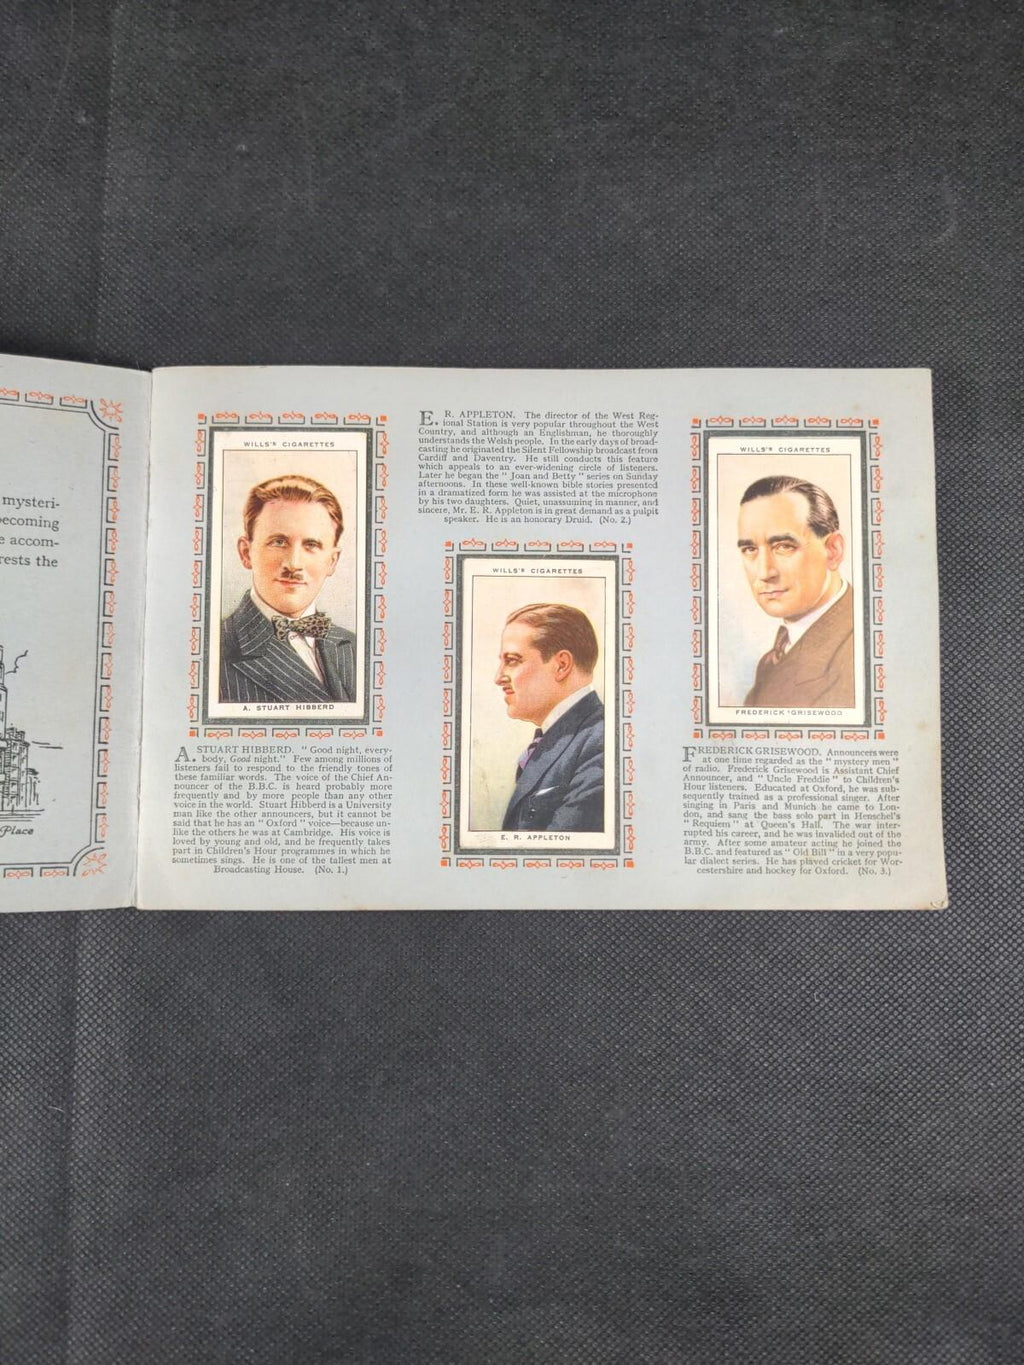 mysteri-
ecoming
e accom-
rests the
Place
WILL'S CIGARETTES
A. STUART HIBBERD
A. STUART HIBBERD. "Good night, every-
body, Good night." Few among millions of
listeners fail to respond to the friendly tones of
these familiar words. The voice of the Chief An-
nouncer of the B.B.C. is heard probably more
frequently and by more people than any other
voice in the world. Stuart Hibberd is a University
man like the other announcers, but it cannot be
said that he has an "Oxford" voice—because un-
like the others he was at Cambridge. His voice is
loved by young and old, and he frequently takes
part in Children's Hour programmes in which he
sometimes sings. He is one of the tallest men at
Broadcasting House. (No. 1.)
E. R. APPLETON. The director of the West Reg-
ional Station is very popular throughout the West
Country, and although an Englishman, he thoroughly
understands the Welsh people. In the early days of broad-
casting he originated the Silent Fellowship broadcast from
Cardiff and Daventry. He still conducts this feature
which appeals to an ever-widening circle of listeners.
Later he began the "Joan and Betty" series on Sunday
afternoons. In these well-known bible stories presented
in a dramatized form he was assisted at the microphone
by his two daughters. Quiet, unassuming in manner, and
sincere, Mr. E. R. Appleton is in great demand as a pulpit
speaker. He is an honorary Druid. (No. 2.)
WILLS'S CIGARETTES
E. R. APPLETON
WILLS'S CIGARETTES
FREDERICK GRISEWOOD
FREDERICK GRISEWOOD. Announcers were
at one time regarded as the "mystery men"
of radio. Frederick Grisewood is Assistant Chief
Announcer, and "Uncle Freddie" to Children's
Hour listeners. Educated at Oxford, he was sub-
sequently trained as a professional singer. After
singing in Paris and Munich he came to Lon-
don, and sang the bass solo part in Henschel's
"Requiem" at Queen's Hall. The war inter-
rupted his career, and he was invalided out of the
army. After some amateur acting he joined the
B.B.C. and featured as "Old Bill" in a very popu-
lar dialect series. He has played cricket for Wor-
cestershire and hockey for Oxford. (No. 3.)